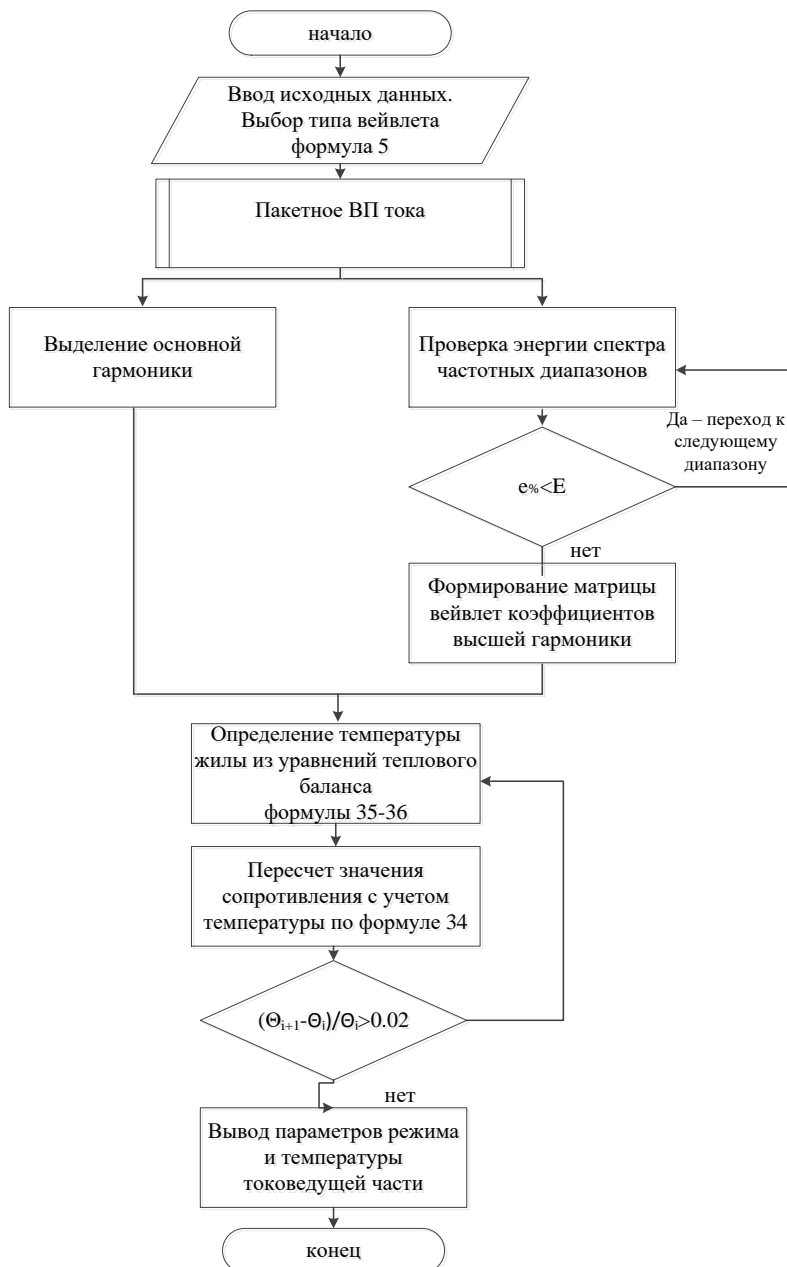 начало
Ввод исходных данных.
Выбор типа вейвлета
формула 5
Пакетное ВП тока
Выделение основной
гармоники
Проверка энергии спектра
частотных диапазонов
Да – переход к
следующему
диапазону
e%<E
нет
Формирование матрицы
вейвлет коэффициентов
высшей гармоники
Определение температуры
жилы из уравнений теплового
баланса
формулы 35-36
Пересчет значения
сопротивления с учетом
температуры по формуле 34
(Θi+1-Θi)/Θi>0.02
нет
Вывод параметров режима
и температуры
токоведущей части
конец